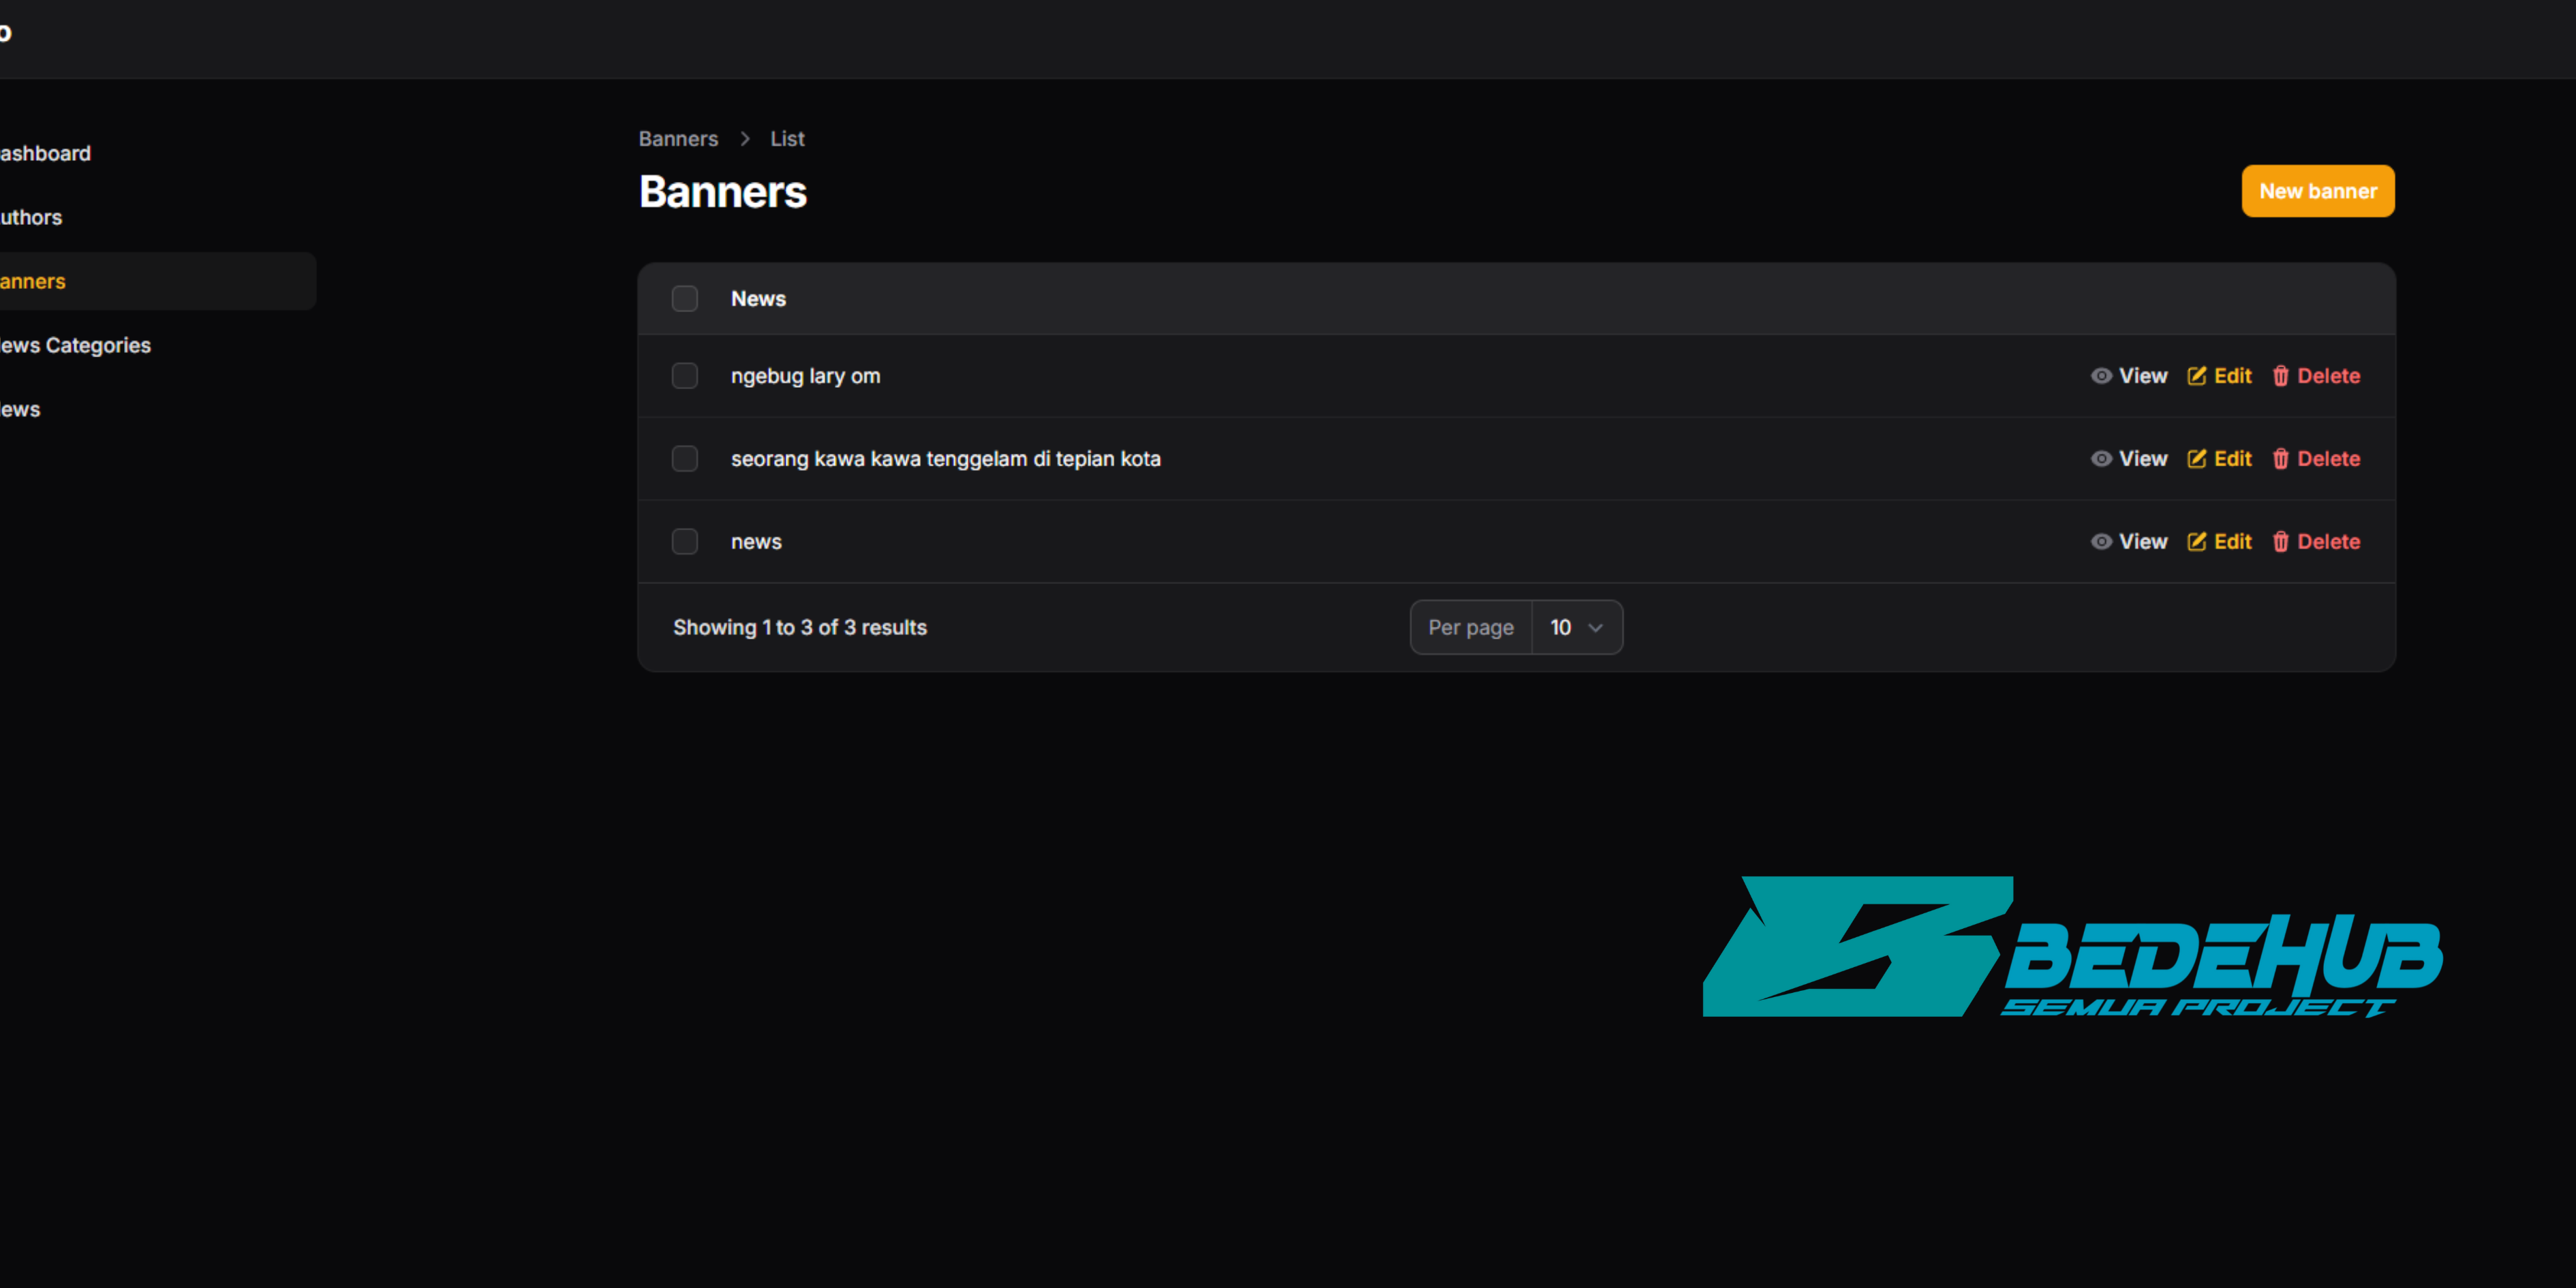 o
ashboard
uthors
anners
ews Categories
ews
Banners > List
Banners
New banner
News
ngebug lary om View Edit Delete
seorang kawa kawa tenggelam di tepian kota View Edit Delete
news View Edit Delete
Showing 1 to 3 of 3 results Per page 10
BEDEHUB
SEMUA PROJECT